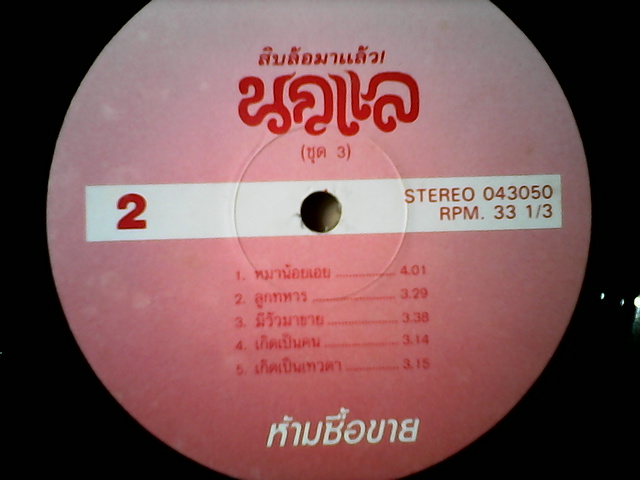 สิบล้อมาแล้ว!
นกแล
(ชุด 3)
2
STEREO 043050
RPM. 33 1/3
1. หมาน้อยเอย ................ 4.01
2. ลูกทหาร ..................... 3.29
3. มีวัวมาขาย .................. 3.38
4. เกิดเป็นคน .................. 3.14
5. เกิดเป็นเทวดา ............. 3.15
ห้ามซื้อขาย